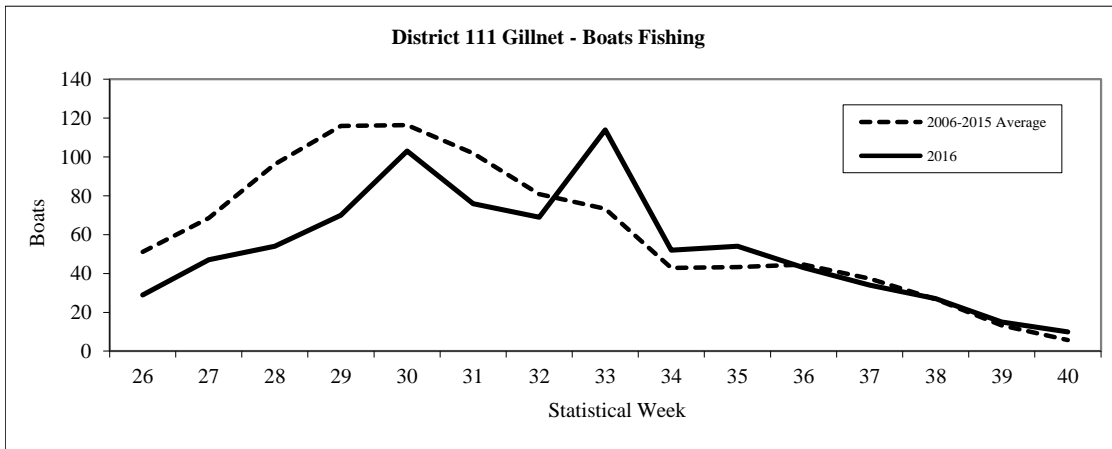 District 111 Gillnet - Boats Fishing
140
120
100
80
60
40
20
0
Boats
2006-2015 Average
2016
26 27 28 29 30 31 32 33 34 35 36 37 38 39 40
Statistical Week